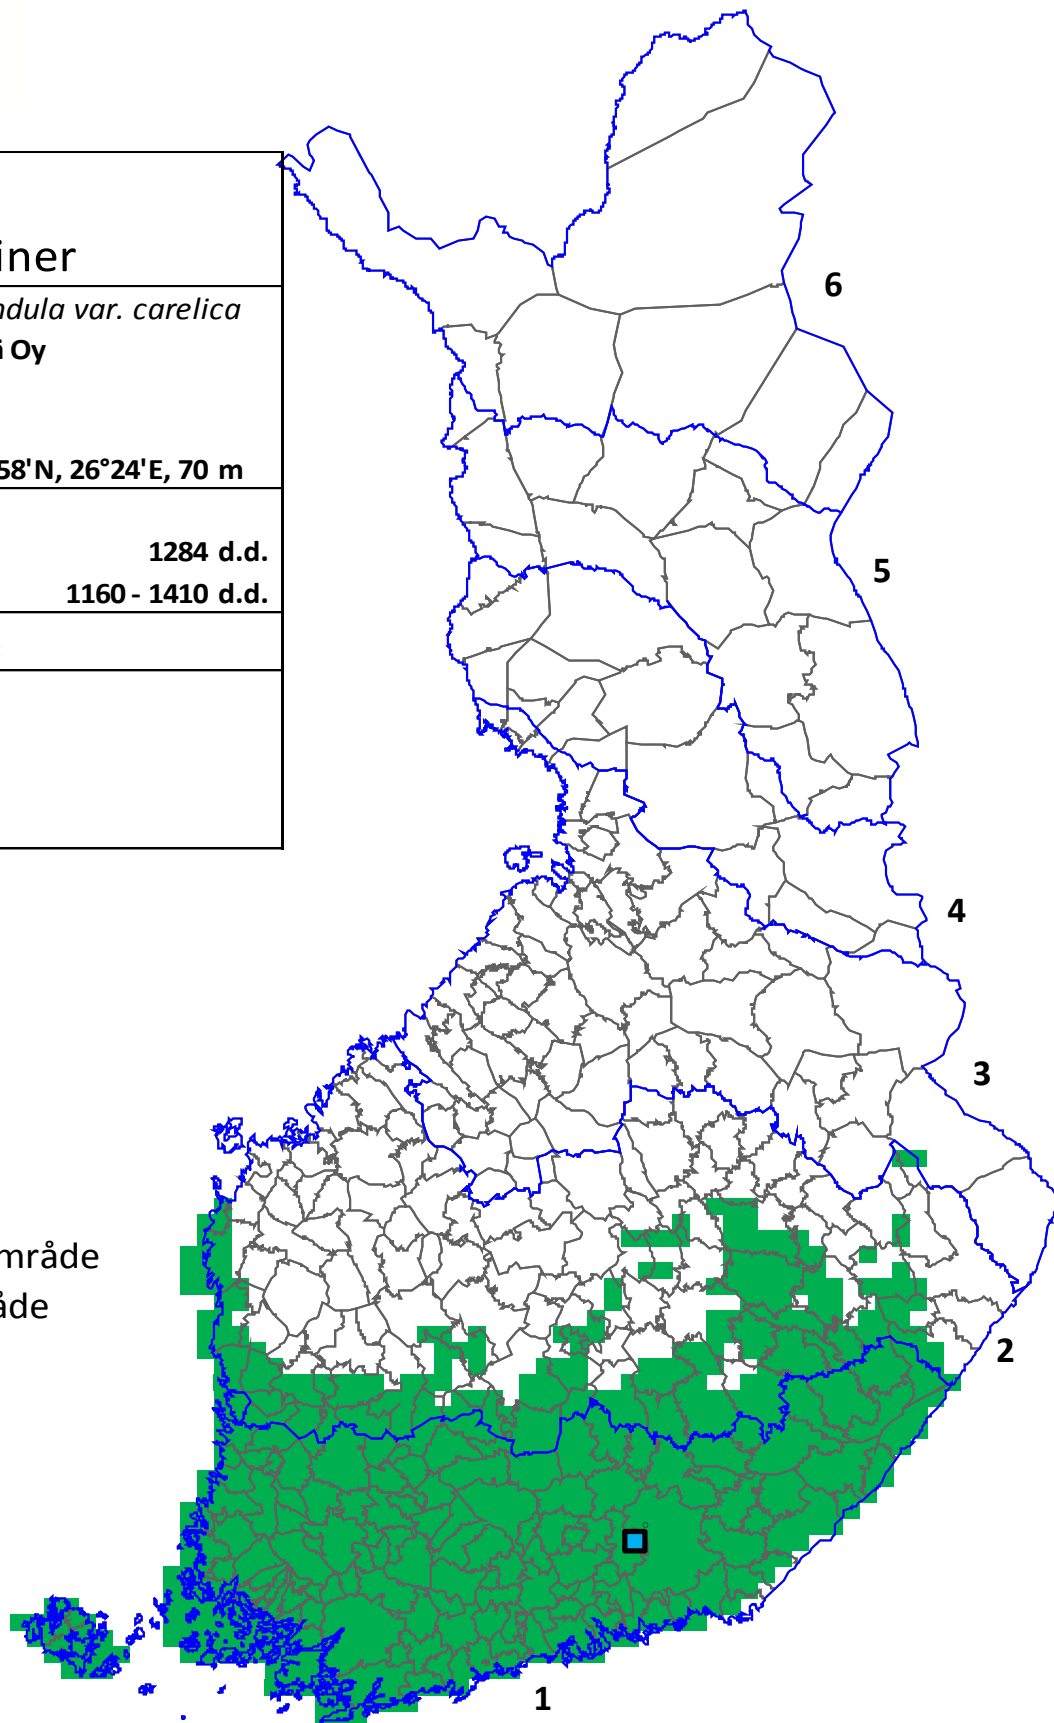 iner
ndula var. carelica
i Oy
58'N, 26°24'E, 70 m
1284 d.d.
1160 - 1410 d.d.
6
5
4
3
område
2
åde
1